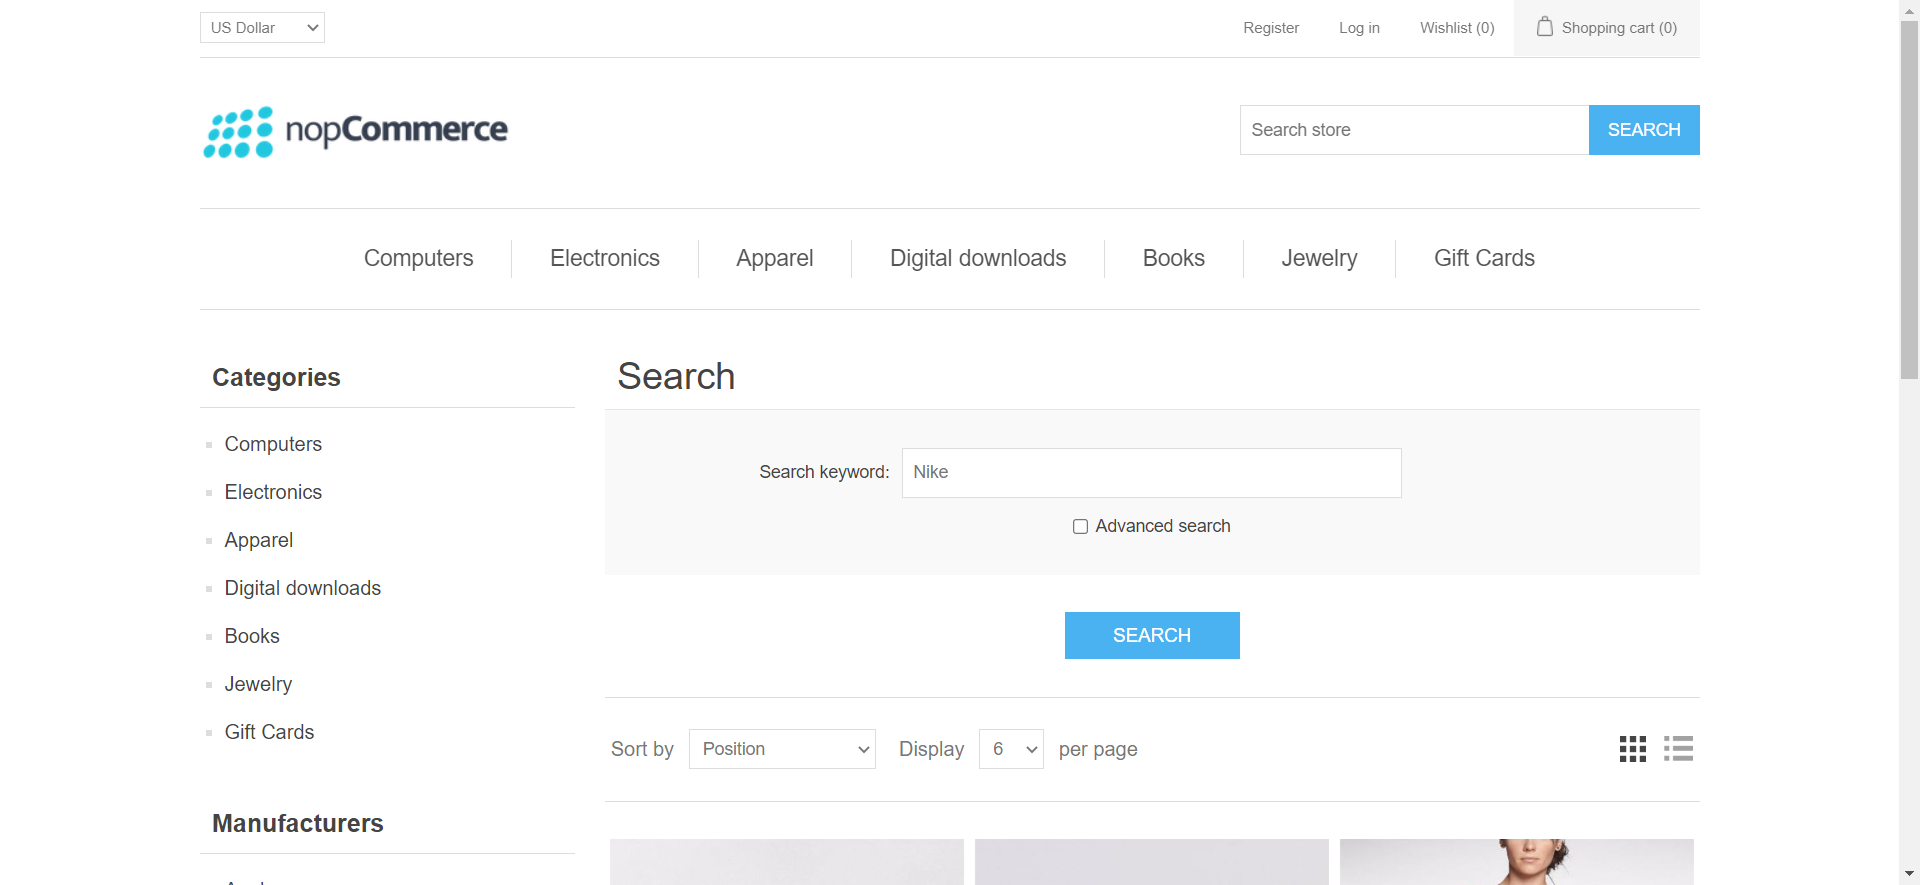 US Dollar
Register
Log in
Wishlist (0)
Shopping cart (0)
nopCommerce
Search store
SEARCH
Computers
Electronics
Apparel
Digital downloads
Books
Jewelry
Gift Cards
Categories
Computers
Electronics
Apparel
Digital downloads
Books
Jewelry
Gift Cards
Manufacturers
Search
Search keyword: Nike
Advanced search
SEARCH
Sort by Position Display 6 per page